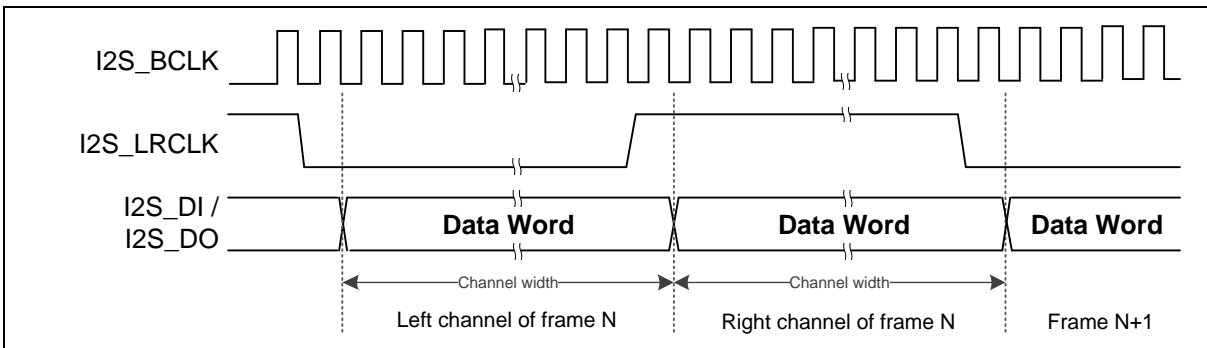 I2S_BCLK
I2S_LRCLK
I2S_DI /
I2S_DO
Data Word Data Word Data Word
Channel width Channel width
Left channel of frame N Right channel of frame N Frame N+1